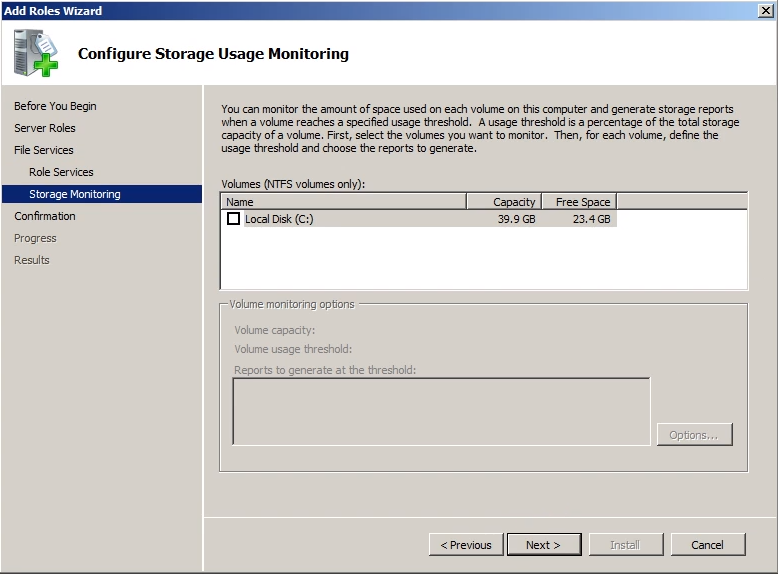 Add Roles Wizard
Configure Storage Usage Monitoring
Before You Begin
Server Roles
File Services
Role Services
Storage Monitoring
Confirmation
Progress
Results
You can monitor the amount of space used on each volume on this computer and generate storage reports
when a volume reaches a specified usage threshold. A usage threshold is a percentage of the total storage
capacity of a volume. First, select the volumes you want to monitor. Then, for each volume, define the
usage threshold and choose the reports to generate.
Volumes (NTFS volumes only):
Name Capacity Free Space
Local Disk (C:) 39.9 GB 23.4 GB
Volume monitoring options
Volume capacity:
Volume usage threshold:
Reports to generate at the threshold:
Options...
< Previous Next > Install Cancel